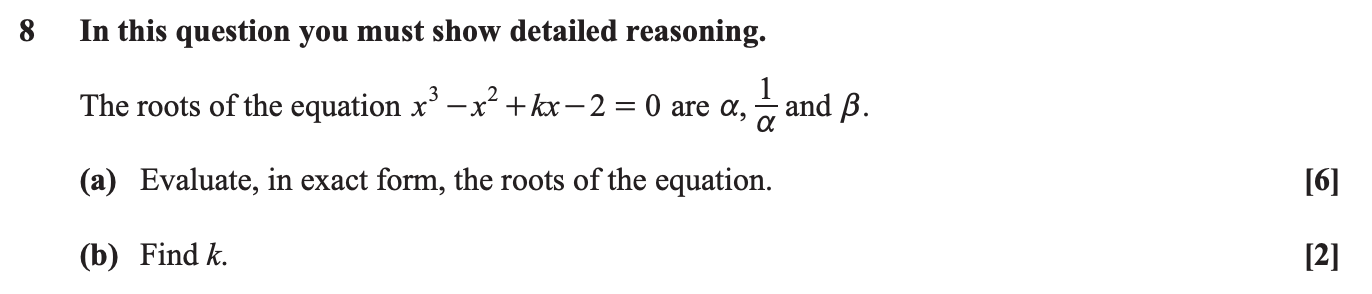 8 In this question you must show detailed reasoning.
The roots of the equation x³ − x² + kx − 2 = 0 are α, 1/α and β.
(a) Evaluate, in exact form, the roots of the equation. [6]
(b) Find k. [2]